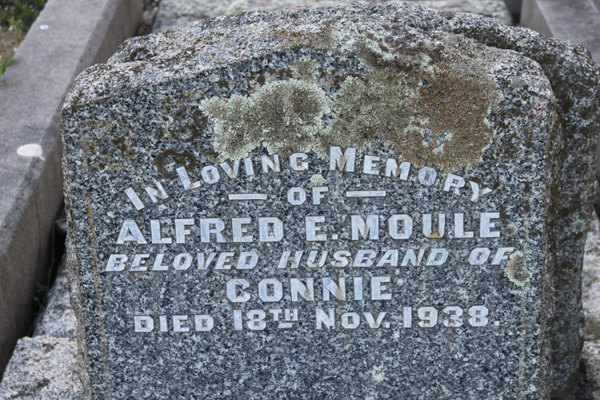 IN LOVING MEMORY
— OF —
ALFRED E. MOULE
BELOVED HUSBAND OF
CONNIE
DIED 18TH NOV. 1938.